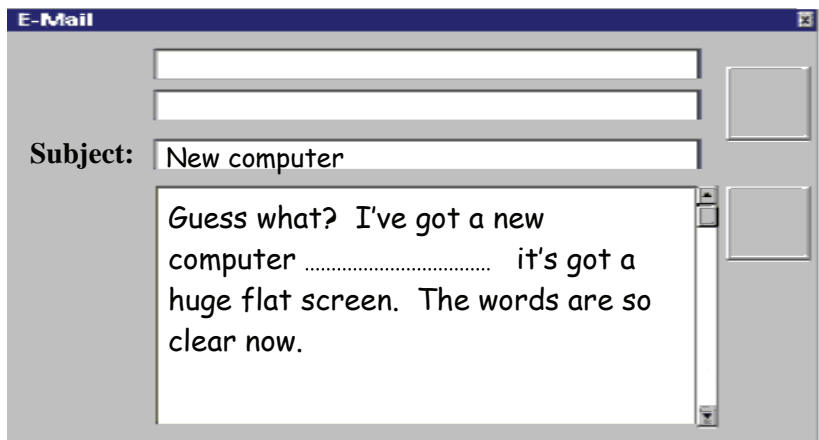 E-Mail
Subject:
New computer
Guess what? I've got a new
computer .................................... it's got a
huge flat screen. The words are so
clear now.